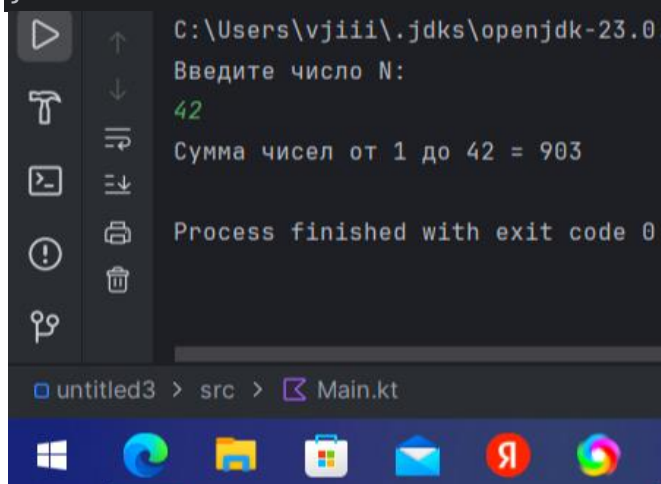 C:\Users\vjiii\.jdks\openjdk-23.0
Введите число N:
42
Сумма чисел от 1 до 42 = 903
Process finished with exit code 0
untitled3 > src > Main.kt
Я